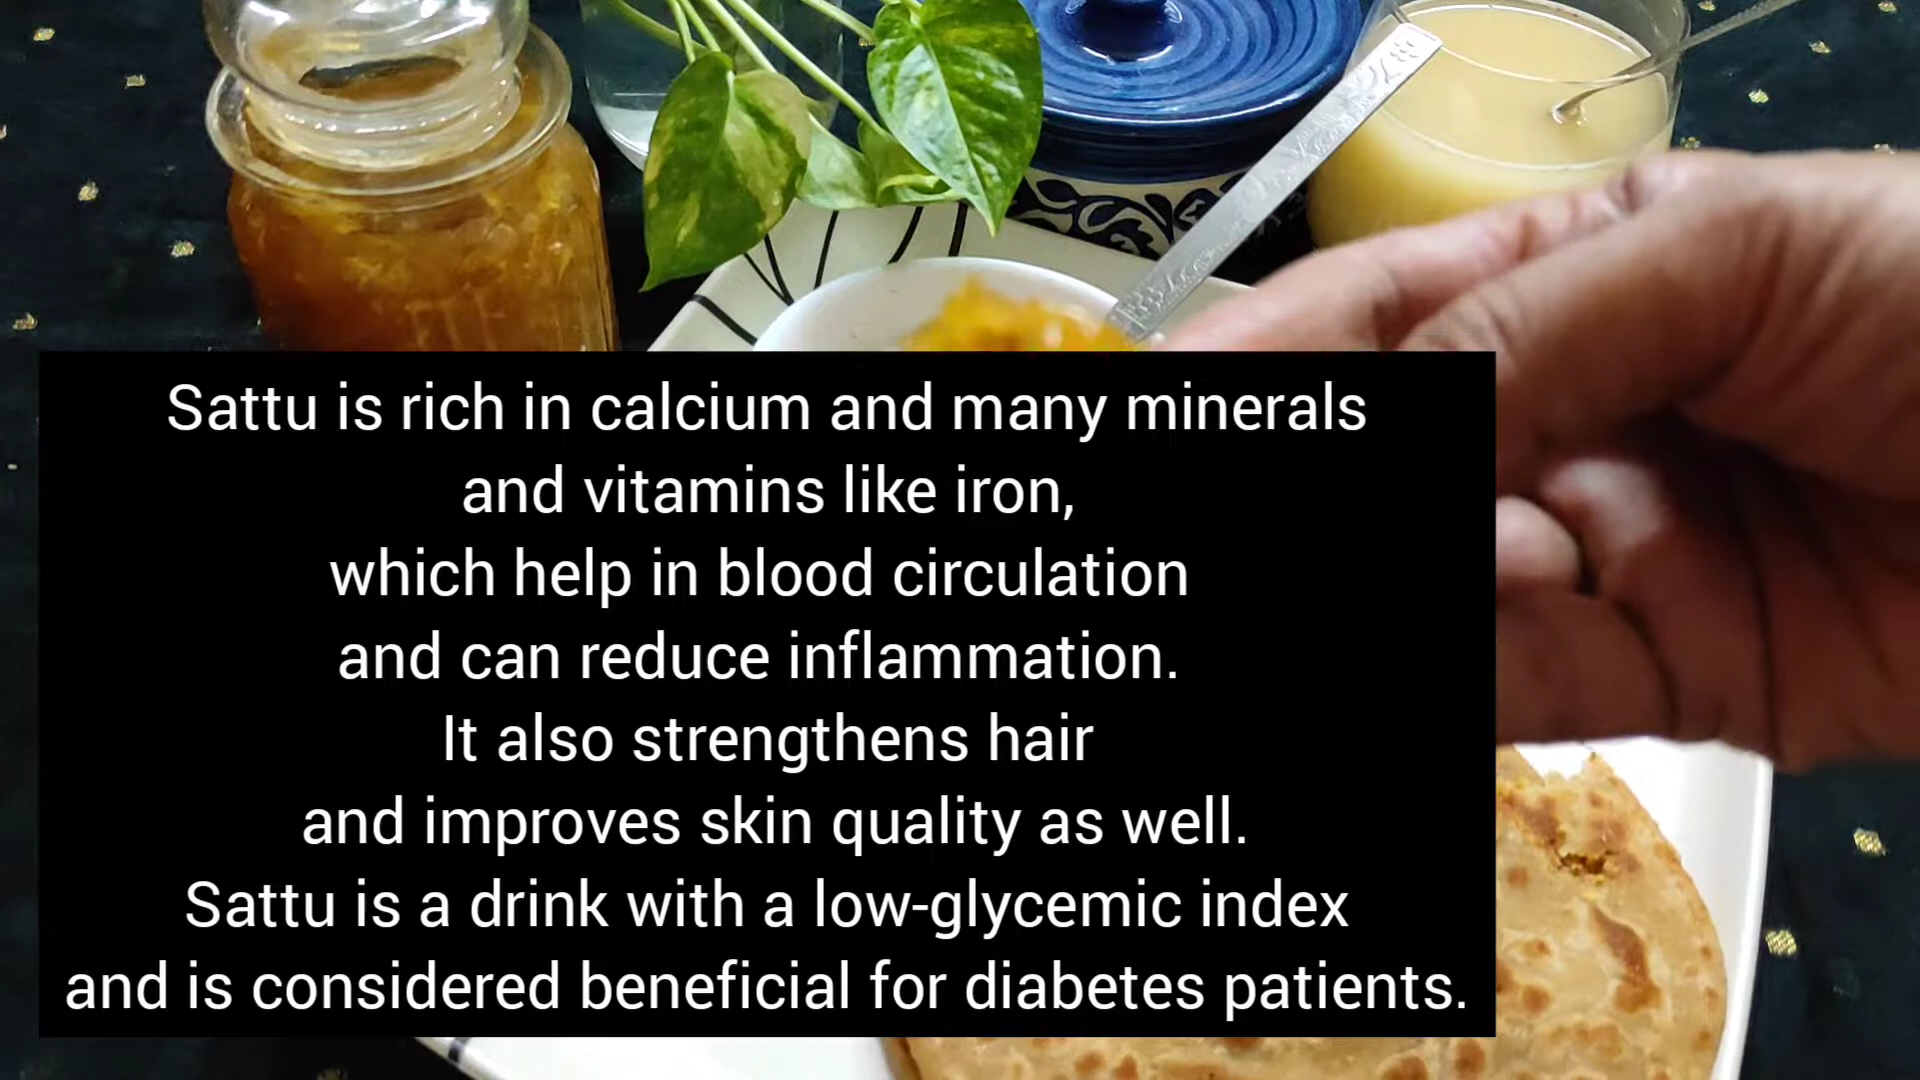 Sattu is rich in calcium and many minerals
and vitamins like iron,
which help in blood circulation
and can reduce inflammation.
It also strengthens hair
and improves skin quality as well.
Sattu is a drink with a low-glycemic index
and is considered beneficial for diabetes patients.